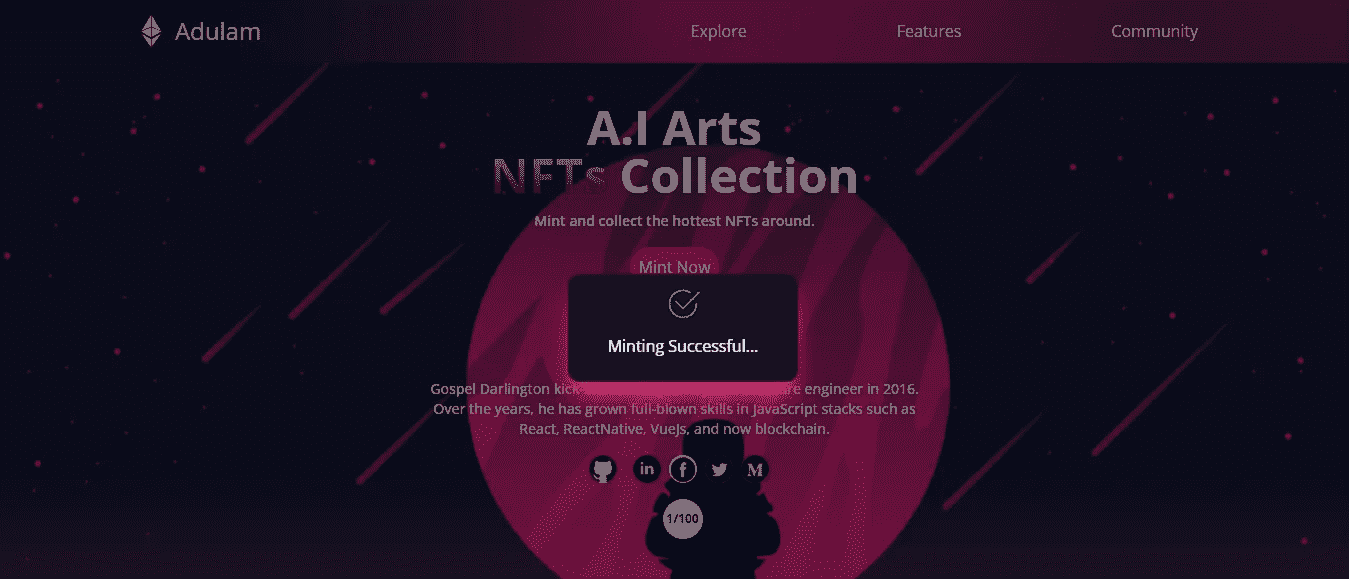 Adulam
Explore
Features
Community
A.I Arts
NFTs Collection
Mint and collect the hottest NFTs around.
Mint Now
Minting Successful...
Gospel Darlington kick re engineer in 2016.
Over the years, he has grown full-blown skills in JavaScript stacks such as
React, ReactNative, VueJs, and now blockchain.
in
f
M
1/100